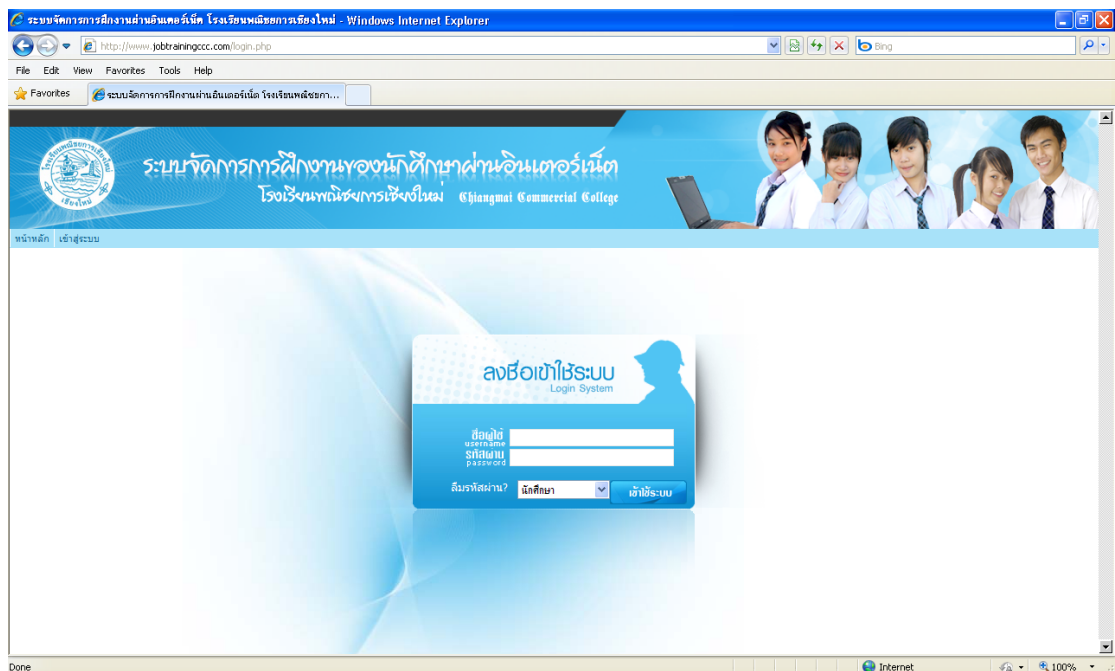 ระบบจัดการการฝึกงานผ่านอินเตอร์เน็ต โรงเรียนพณิชยการเชียงใหม่ - Windows Internet Explorer
http://www.jobtrainingccc.com/login.php
Bing
File Edit View Favorites Tools Help
Favorites
ระบบจัดการการฝึกงานผ่านอินเตอร์เน็ต โรงเรียนพณิชยกา...
ระบบจัดการการฝึกงานของนักศึกษาผ่านอินเตอร์เน็ต
โรงเรียนพณิชยการเชียงใหม่ Chiangmai Commercial College
หน้าหลัก เข้าสู่ระบบ
ลงชื่อเข้าใช้ระบบ
Login System
ชื่อผู้ใช้
username
รหัสผ่าน
password
ลืมรหัสผ่าน? นักศึกษา เข้าใช้ระบบ
Done Internet 100%